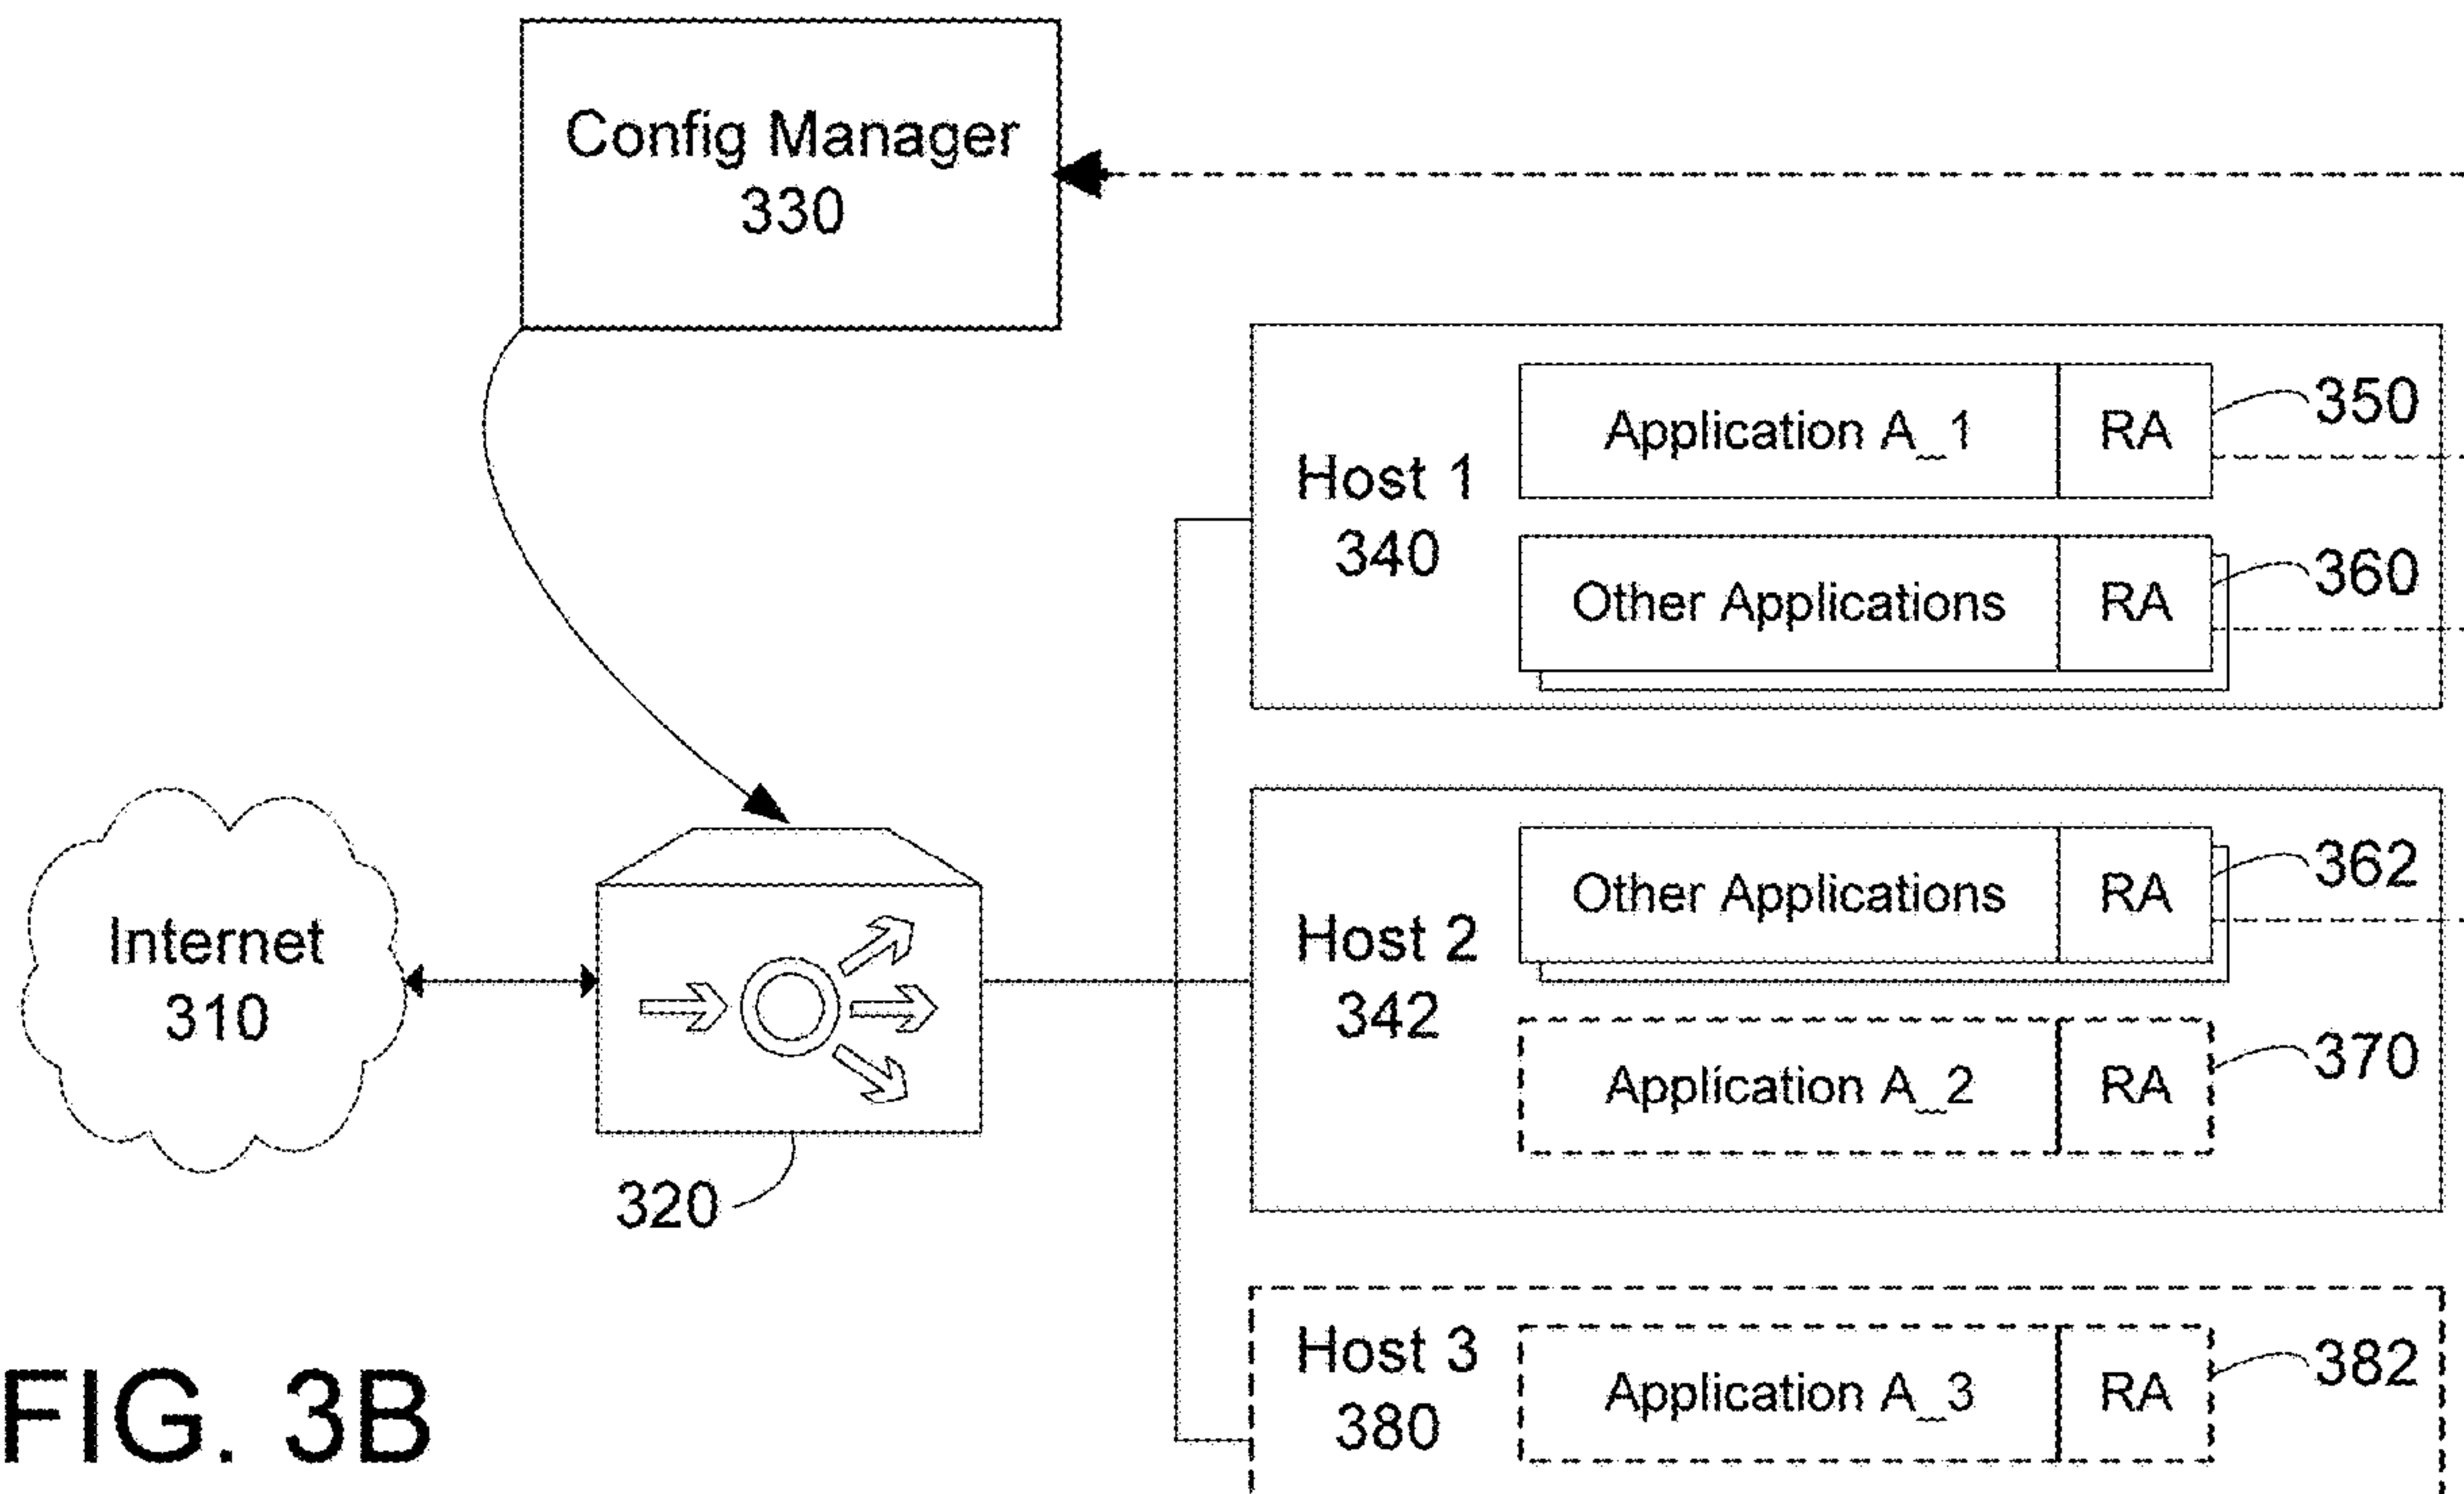 Config Manager
330
Host 1
340
Application A_1 RA
350
Other Applications RA
360
Internet
310
320
Host 2
342
Other Applications RA
362
Application A_2 RA
370
Host 3
380
Application A_3 RA
382
FIG. 3B